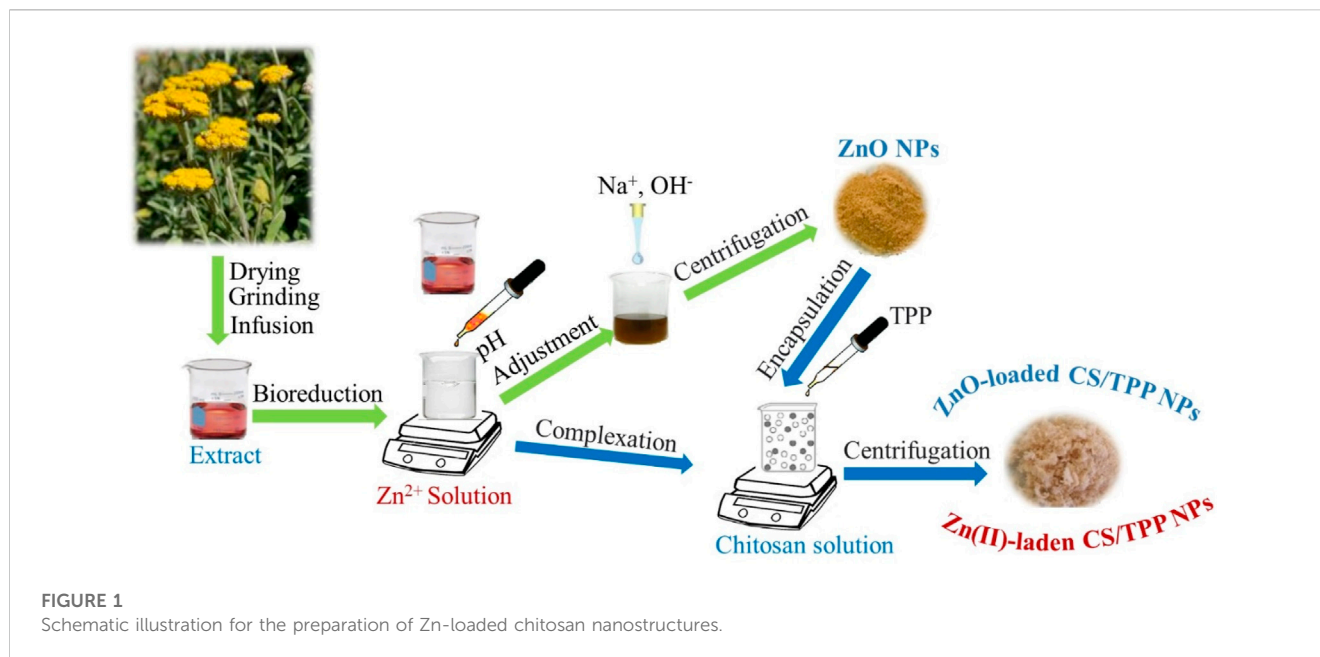 Drying
Grinding
Infusion
Extract
Bioreduction
Zn²⁺ Solution
pH
Adjustment
Na⁺, OH⁻
Centrifugation
ZnO NPs
Encapsulation
TPP
Complexation
Chitosan solution
Centrifugation
ZnO-loaded CS/TPP NPs
Zn(II)-laden CS/TPP NPs
FIGURE 1
Schematic illustration for the preparation of Zn-loaded chitosan nanostructures.